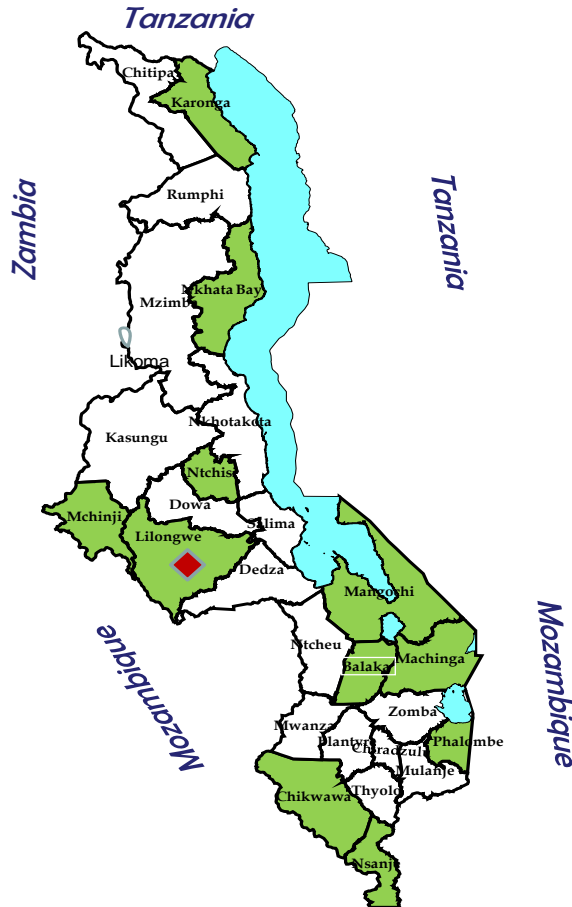 Tanzania
Chitipa
Karonga
Zambia
Tanzania
Rumphi
Nkhata Bay
Mzimba
Likoma
Nkhotakota
Kasungu
Ntchisi
Dowa
Mchinji
Salima
Lilongwe
Dedza
Mangochi
Mozambique
Mozambique
Ntcheu
Balaka
Machinga
Zomba
Mwanza
Blantyre
Chiradzulu
Phalombe
Mulanje
Chikwawa
Thyolo
Nsanje